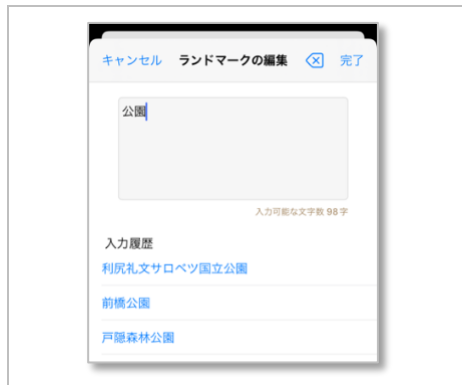 キャンセル ランドマークの編集 完了
公園
入力可能な文字数 98 字
入力履歴
利尻礼文サロベツ国立公園
前橋公園
戸隠森林公園